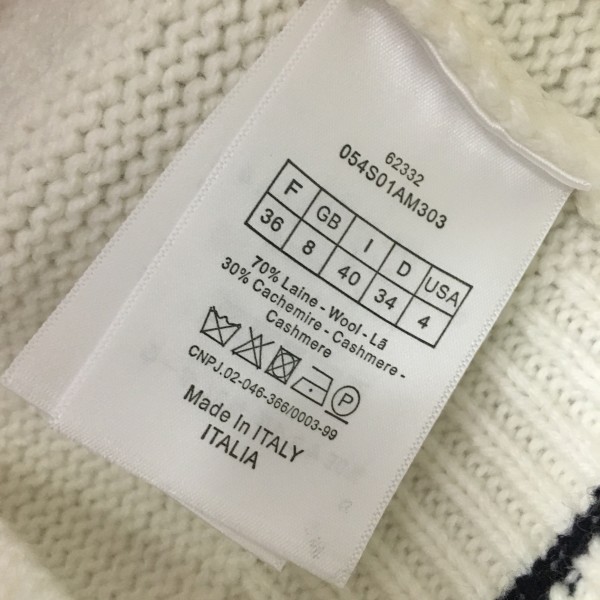 62332
054S01AM303
F GB I D USA
36 8 40 34 4
70% Laine - Wool - Lã
30% Cachemire - Cashmere -
Cashmere
P
CNPJ.02-046-366/0003-99
Made In ITALY
ITALIA